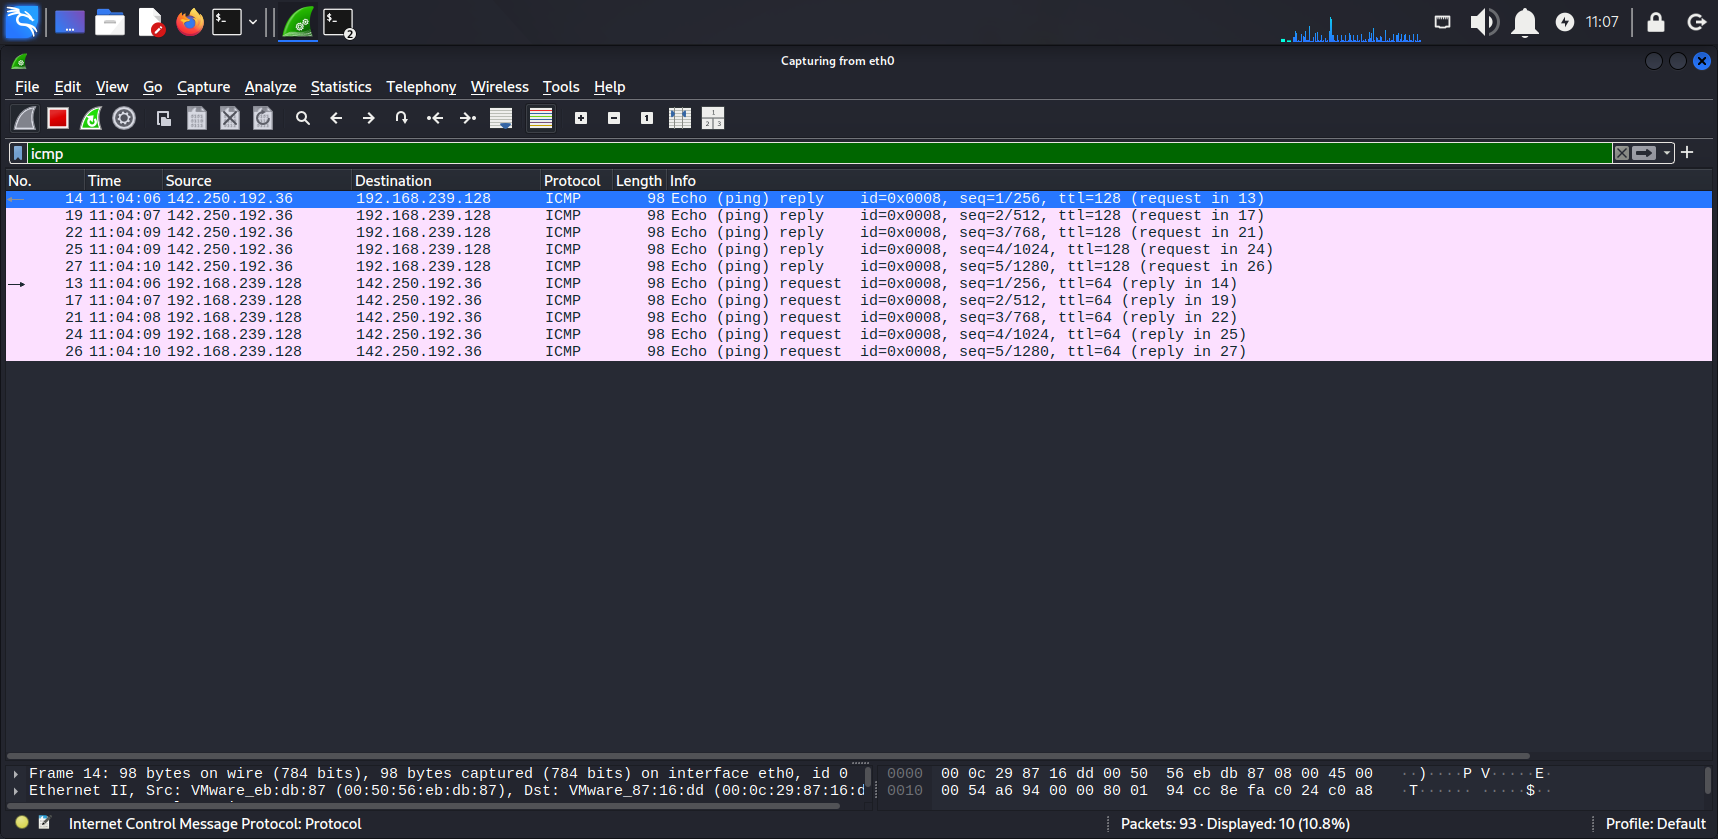 2
11:07
Capturing from eth0
File Edit View Go Capture Analyze Statistics Telephony Wireless Tools Help
icmp
No. Time Source Destination Protocol Length Info
14 11:04:06 142.250.192.36 192.168.239.128 ICMP 98 Echo (ping) reply id=0x0008, seq=1/256, ttl=128 (request in 13)
19 11:04:07 142.250.192.36 192.168.239.128 ICMP 98 Echo (ping) reply id=0x0008, seq=2/512, ttl=128 (request in 17)
22 11:04:09 142.250.192.36 192.168.239.128 ICMP 98 Echo (ping) reply id=0x0008, seq=3/768, ttl=128 (request in 21)
25 11:04:09 142.250.192.36 192.168.239.128 ICMP 98 Echo (ping) reply id=0x0008, seq=4/1024, ttl=128 (request in 24)
27 11:04:10 142.250.192.36 192.168.239.128 ICMP 98 Echo (ping) reply id=0x0008, seq=5/1280, ttl=128 (request in 26)
13 11:04:06 192.168.239.128 142.250.192.36 ICMP 98 Echo (ping) request id=0x0008, seq=1/256, ttl=64 (reply in 14)
17 11:04:07 192.168.239.128 142.250.192.36 ICMP 98 Echo (ping) request id=0x0008, seq=2/512, ttl=64 (reply in 19)
21 11:04:08 192.168.239.128 142.250.192.36 ICMP 98 Echo (ping) request id=0x0008, seq=3/768, ttl=64 (reply in 22)
24 11:04:09 192.168.239.128 142.250.192.36 ICMP 98 Echo (ping) request id=0x0008, seq=4/1024, ttl=64 (reply in 25)
26 11:04:10 192.168.239.128 142.250.192.36 ICMP 98 Echo (ping) request id=0x0008, seq=5/1280, ttl=64 (reply in 27)
Frame 14: 98 bytes on wire (784 bits), 98 bytes captured (784 bits) on interface eth0, id 0
Ethernet II, Src: VMware_eb:db:87 (00:50:56:eb:db:87), Dst: VMware_87:16:dd (00:0c:29:87:16:d
0000 00 0c 29 87 16 dd 00 50 56 eb db 87 08 00 45 00 ··)····P V·····E·
0010 00 54 a6 94 00 00 80 01 94 cc 8e fa c0 24 c0 a8 ·T······ ·····$··
Internet Control Message Protocol: Protocol
Packets: 93 · Displayed: 10 (10.8%)
Profile: Default